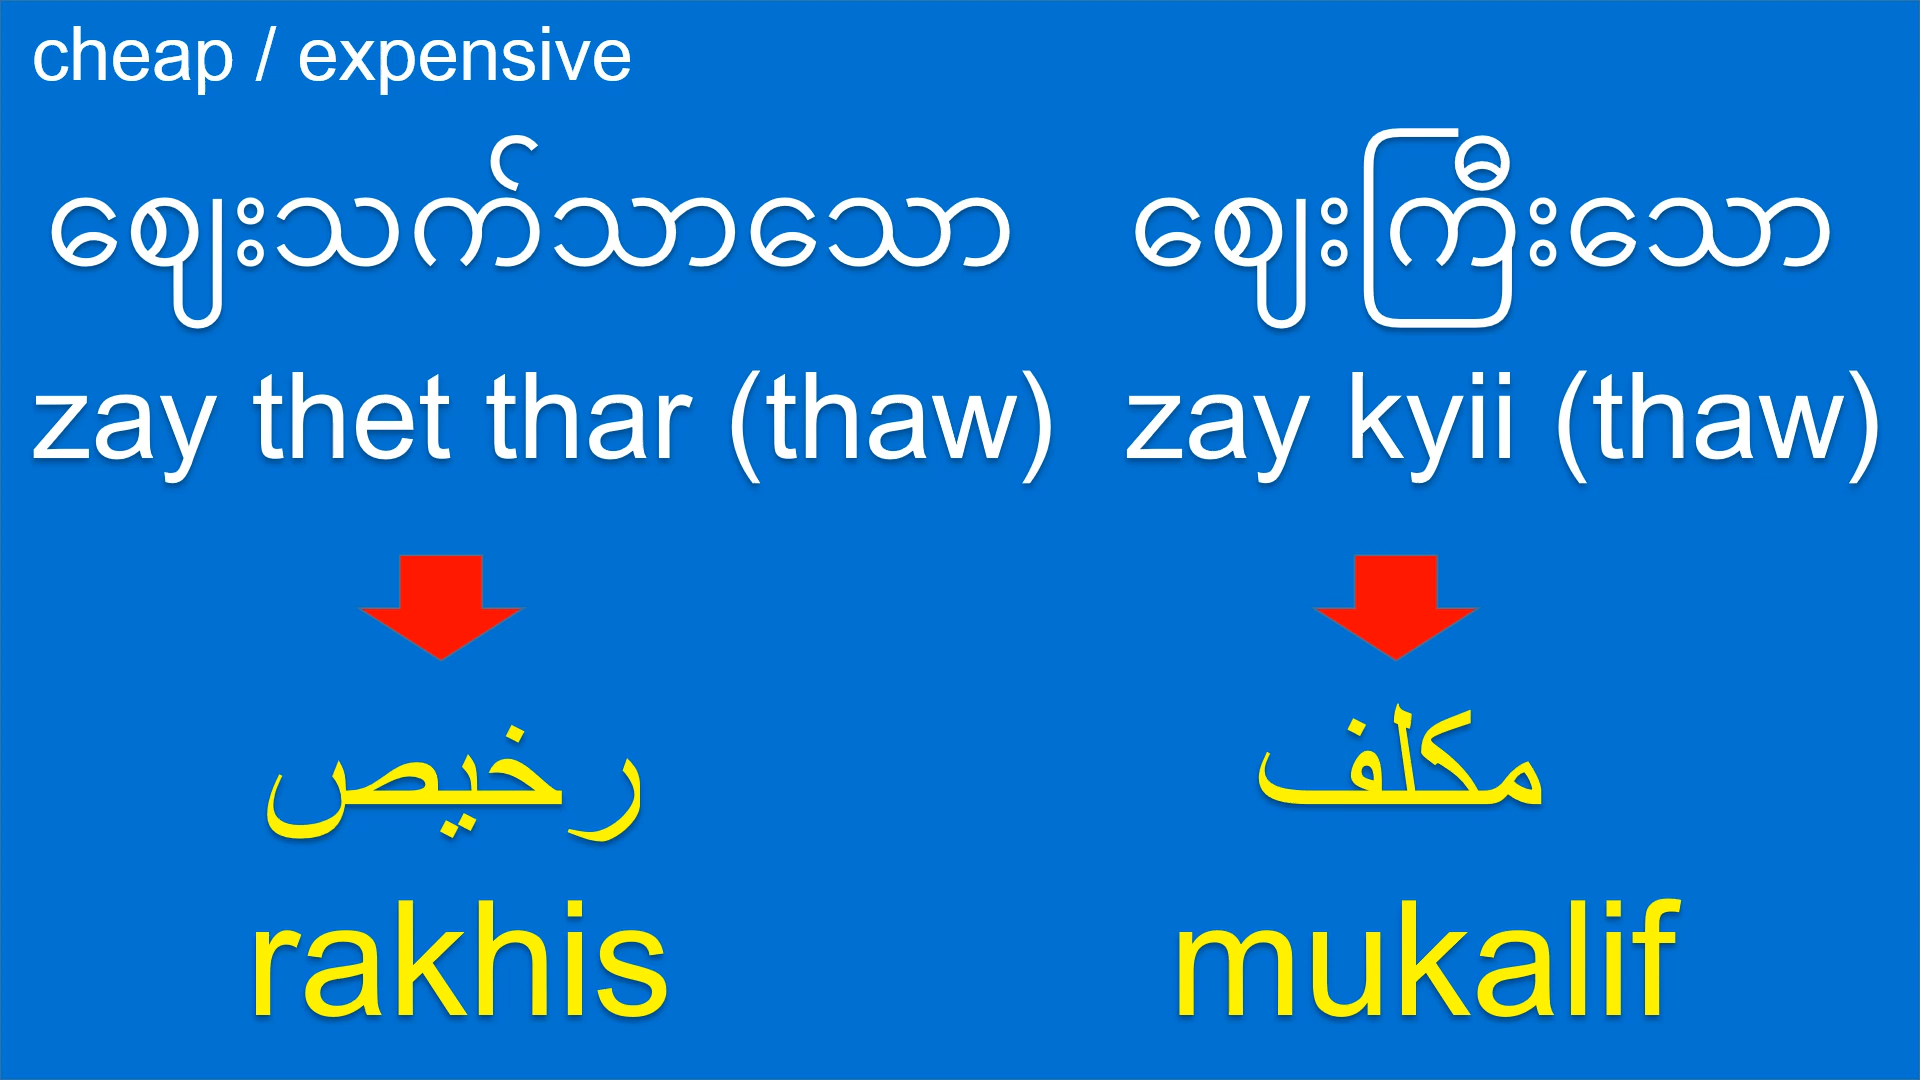 cheap / expensive
ဈေးသက်သာသော ဈေးကြီးသော
zay thet thar (thaw) zay kyii (thaw)
رخيص مكلف
rakhis mukalif